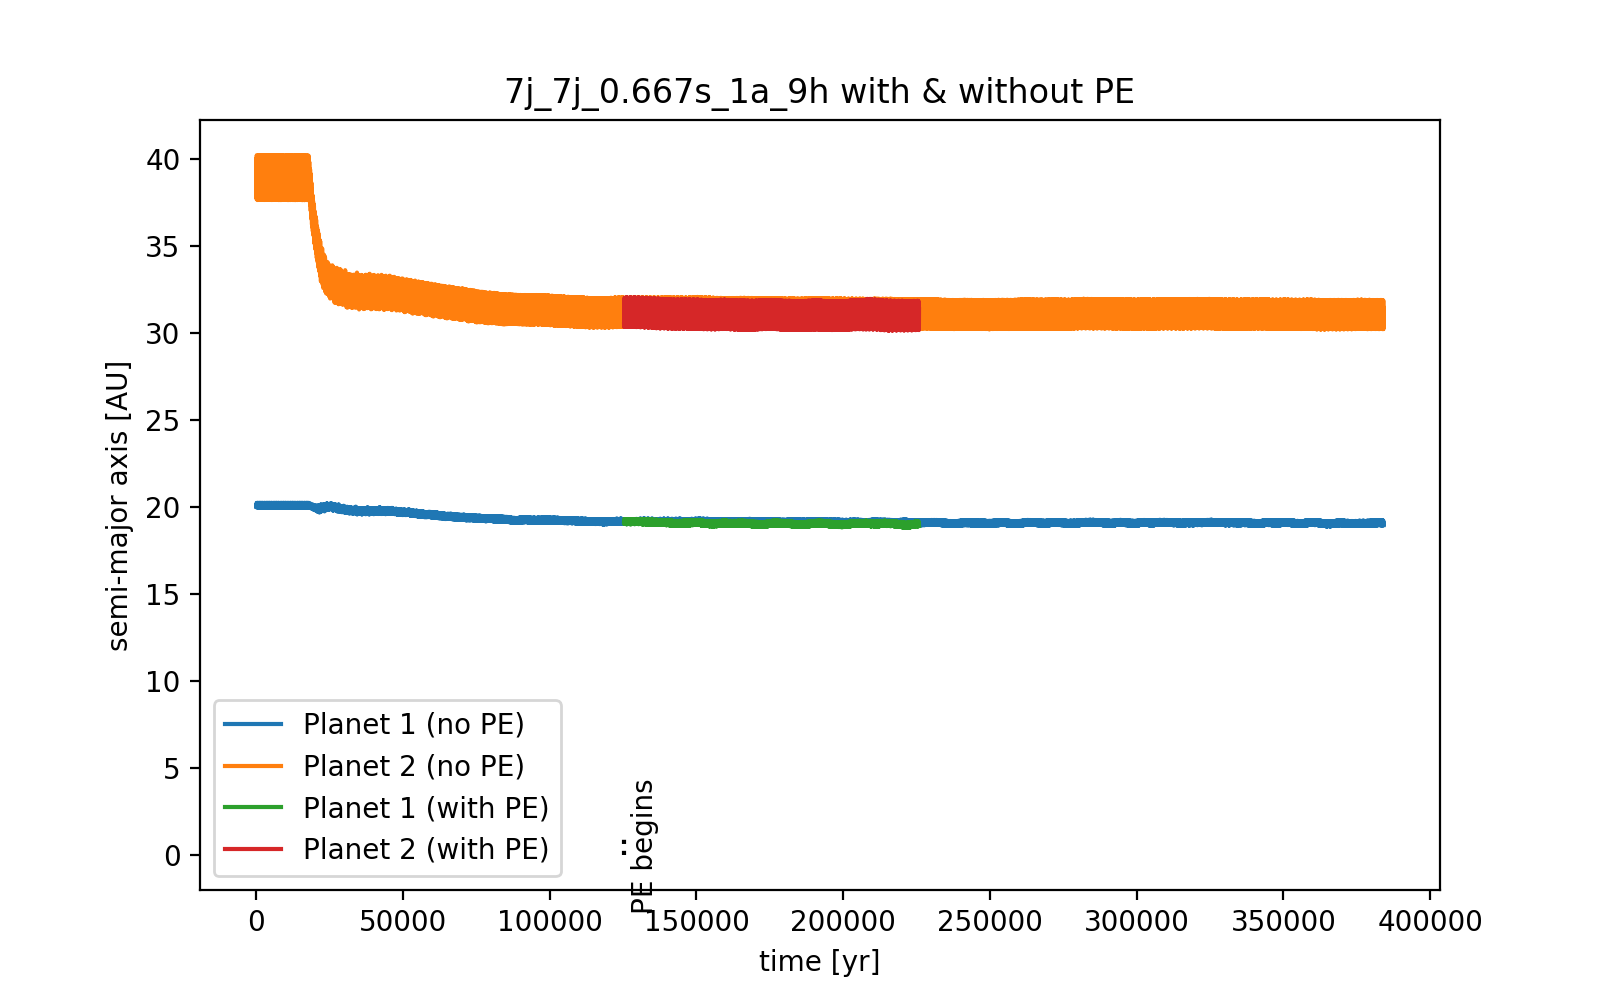 7j_7j_0.667s_1a_9h with & without PE
semi-major axis [AU]
40
35
30
25
20
15
10
5
0
Planet 1 (no PE)
Planet 2 (no PE)
Planet 1 (with PE)
Planet 2 (with PE)
PE begins
0
50000
100000
150000
200000
250000
300000
350000
400000
time [yr]